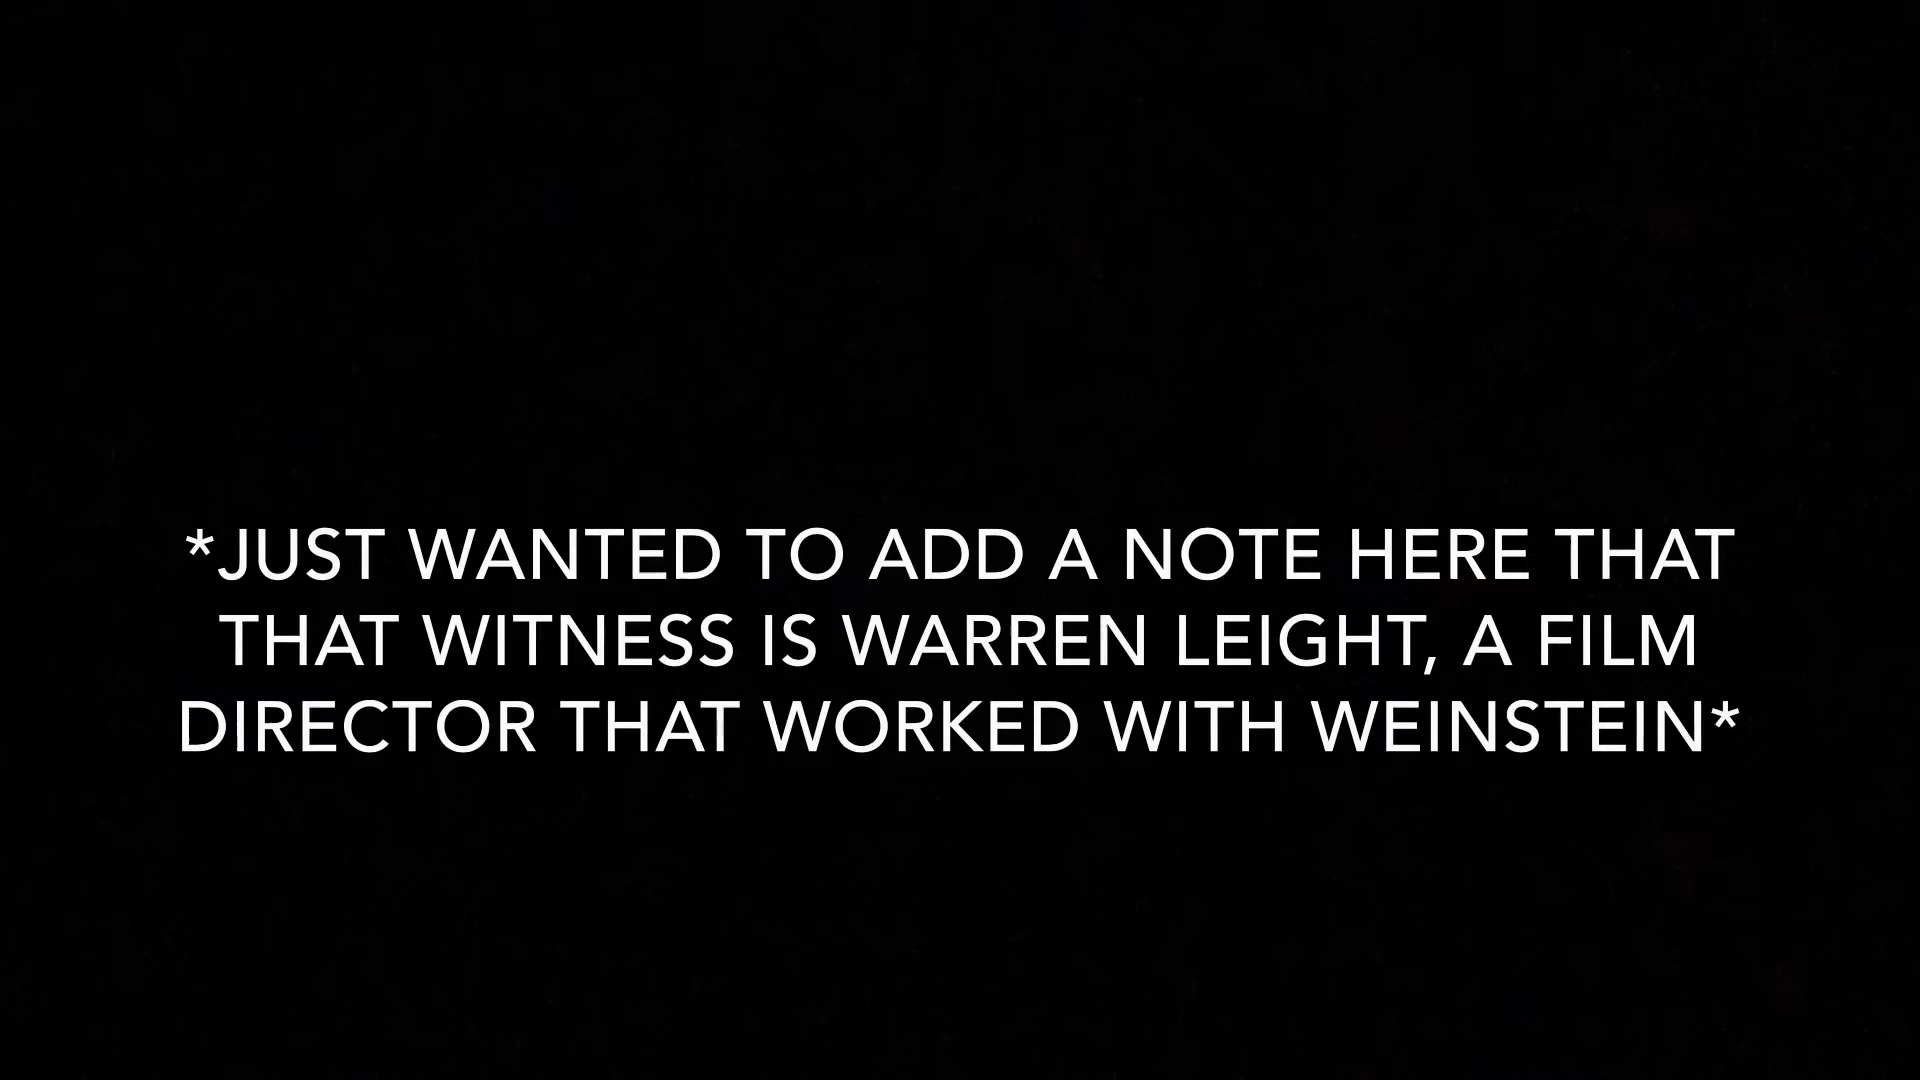 *JUST WANTED TO ADD A NOTE HERE THAT
THAT WITNESS IS WARREN LEIGHT, A FILM
DIRECTOR THAT WORKED WITH WEINSTEIN*